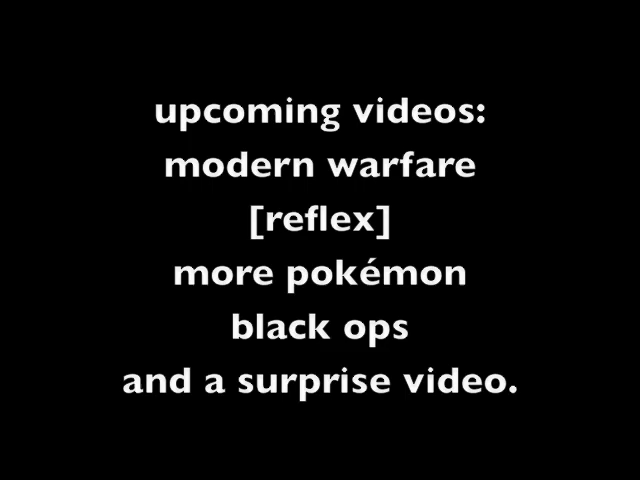 upcoming videos:
modern warfare
[reflex]
more pokémon
black ops
and a surprise video.